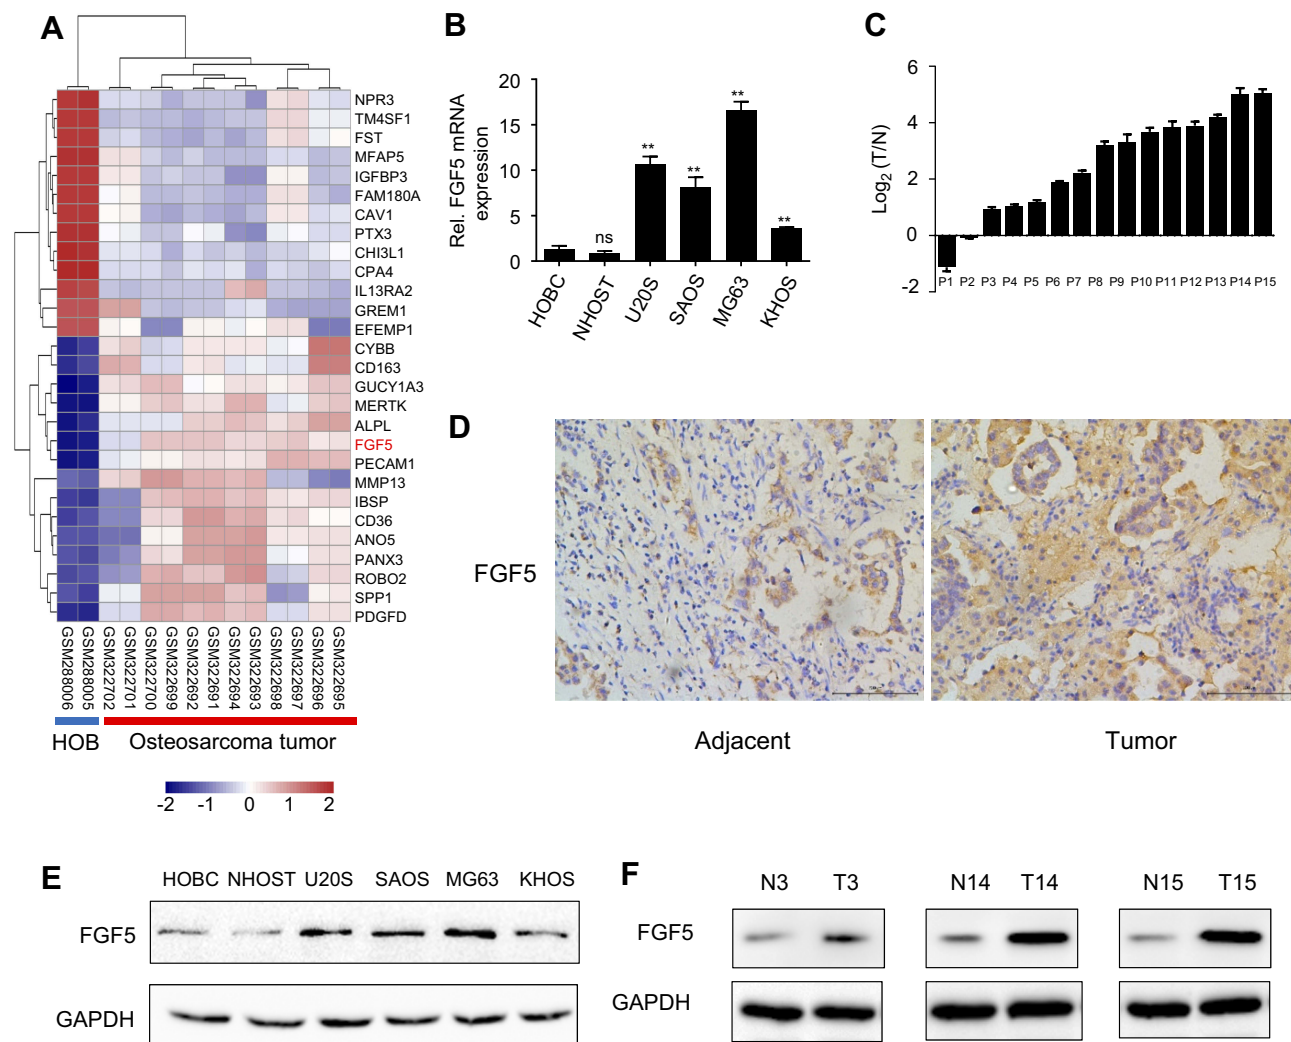 A
NPR3
TM4SF1
FST
MFAP5
IGFBP3
FAM180A
CAV1
PTX3
CHI3L1
CPA4
IL13RA2
GREM1
EFEMP1
CYBB
CD163
GUCY1A3
MERTK
ALPL
FGF5
PECAM1
MMP13
IBSP
CD36
ANO5
PANX3
ROBO2
SPP1
PDGFD
GSM288006
GSM288005
GSM322702
GSM322701
GSM322700
GSM322699
GSM322692
GSM322691
GSM322694
GSM322693
GSM322698
GSM322697
GSM322696
GSM322695
HOB
Osteosarcoma tumor
-2 -1 0 1 2
B
Rel. FGF5 mRNA
expression
20
15
10
5
0
ns
**
**
**
**
HOBC
NHOST
U20S
SAOS
MG63
KHOS
C
Log2 (T/N)
6
4
2
0
-2
P1 P2 P3 P4 P5 P6 P7 P8 P9 P10 P11 P12 P13 P14 P15
D
FGF5
Adjacent
Tumor
E
HOBC NHOST U20S SAOS MG63 KHOS
FGF5
GAPDH
F
N3 T3 N14 T14 N15 T15
FGF5
GAPDH